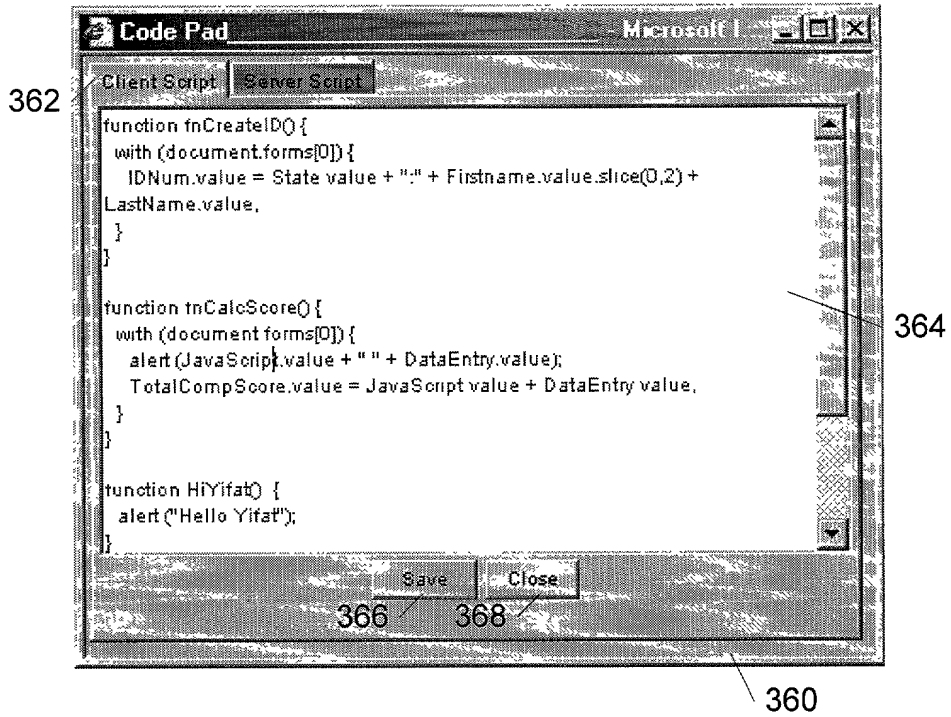 Code Pad - Microsoft I...
Client Script Server Script
362
function fnCreateID() {
with (document.forms[0]) {
IDNum.value = State value + ":" + Firstname.value.slice(0,2) +
LastName.value,
}
}
function fnCalcScore() {
with (document forms[0]) {
alert (JavaScript.value + " " + DataEntry.value);
TotalCompScore.value = JavaScript value + DataEntry value,
}
}
function HiYifat() {
alert ("Hello Yifat");
}
364
Save Close
366 368
360